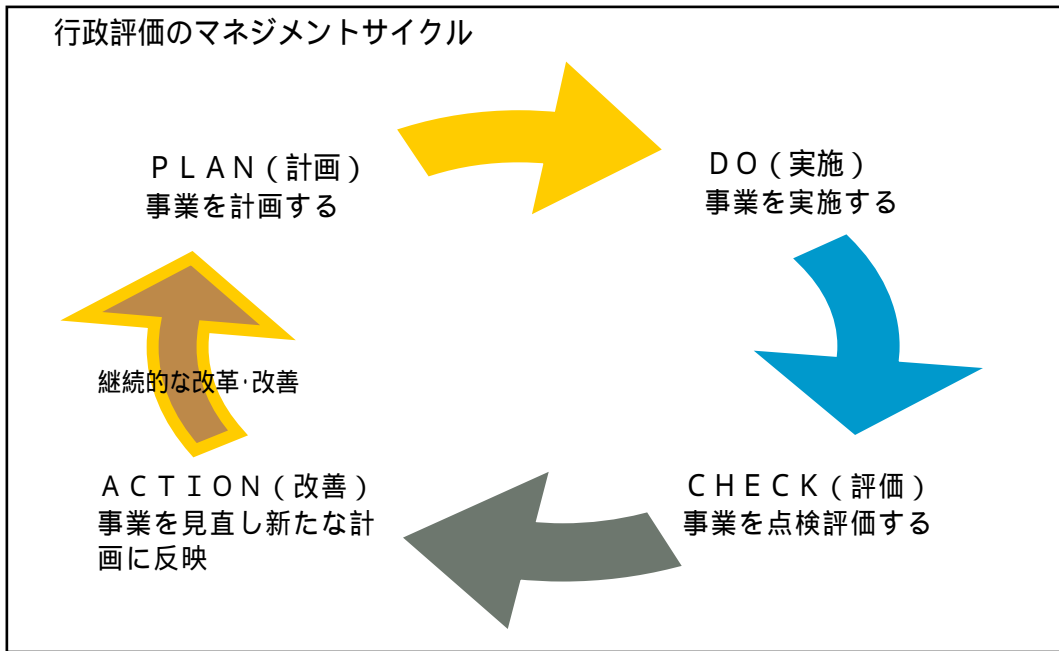 行政評価のマネジメントサイクル
ＰＬＡＮ（計画）
事業を計画する
ＤＯ（実施）
事業を実施する
継続的な改革･改善
ＡＣＴＩＯＮ（改善）
事業を見直し新たな計
画に反映
ＣＨＥＣＫ（評価）
事業を点検評価する